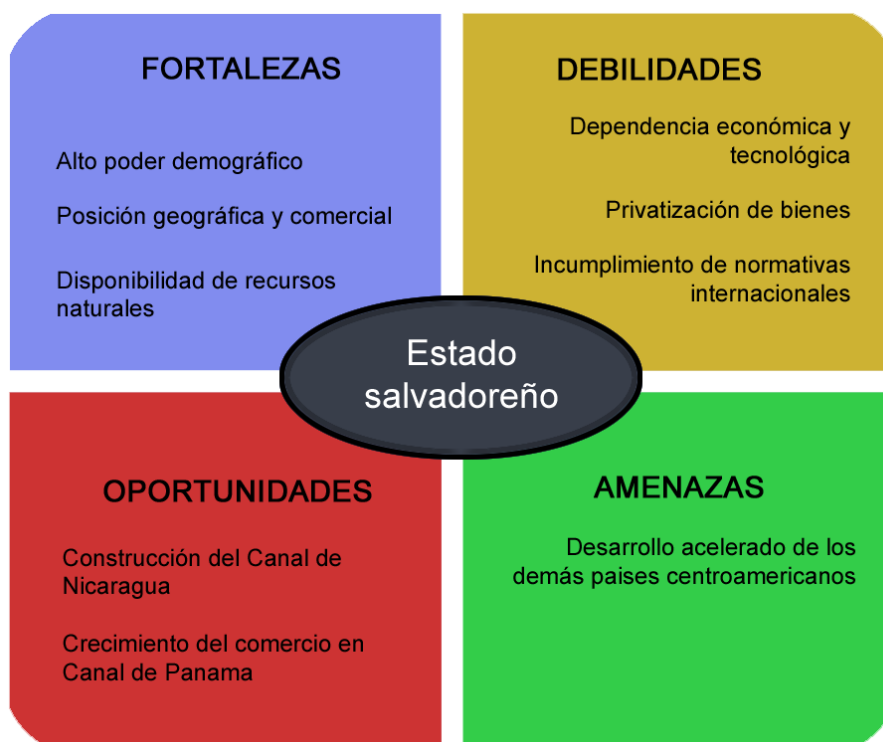 FORTALEZAS
Alto poder demográfico
Posición geográfica y comercial
Disponibilidad de recursos
naturales
DEBILIDADES
Dependencia económica y
tecnológica
Privatización de bienes
Incumplimiento de normativas
internacionales
Estado
salvadoreño
OPORTUNIDADES
Construcción del Canal de
Nicaragua
Crecimiento del comercio en
Canal de Panama
AMENAZAS
Desarrollo acelerado de los
demás paises centroamericanos